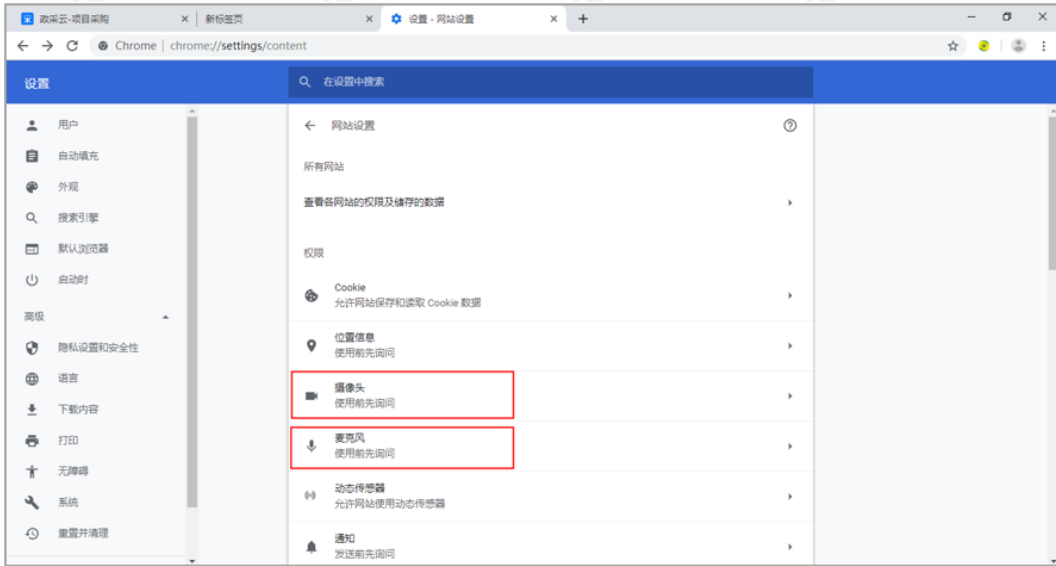 政采云-项目采购
新标签页
设置 - 网站设置
Chrome | chrome://settings/content
设置
在设置中搜索
用户
自动填充
外观
搜索引擎
默认浏览器
启动时
高级
隐私设置和安全性
语言
下载内容
打印
无障碍
系统
重置并清理
网站设置
所有网站
查看各网站的权限及储存的数据
权限
Cookie
允许网站保存和读取 Cookie 数据
位置信息
使用前先询问
摄像头
使用前先询问
麦克风
使用前先询问
动态传感器
允许网站使用动态传感器
通知
发送前先询问